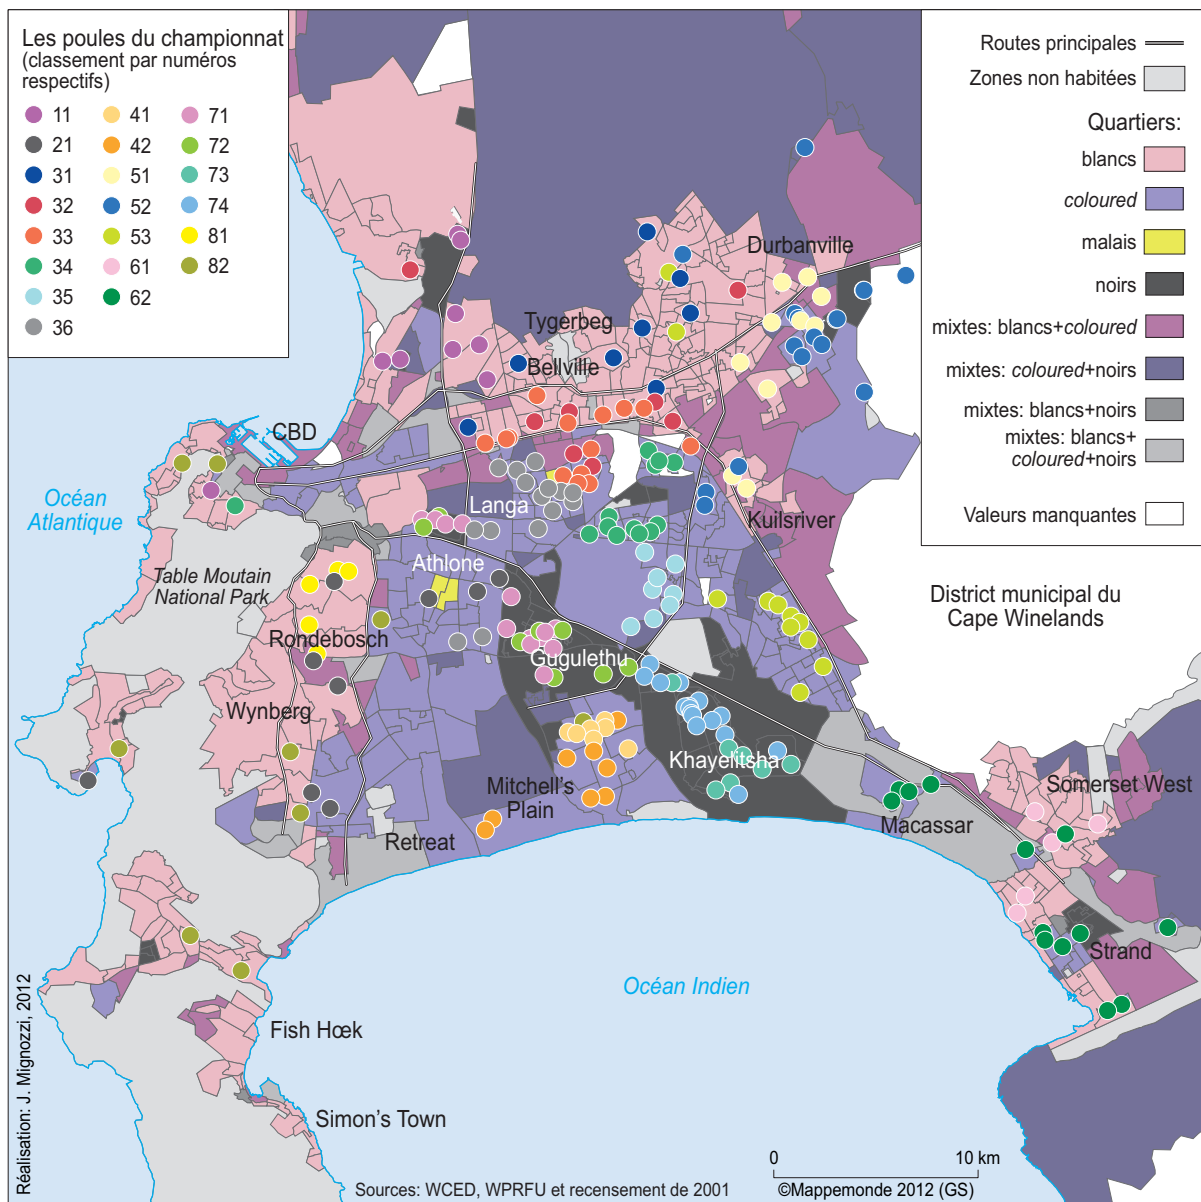 Les poules du championnat
(classement par numéros
respectifs)
11
21
31
32
33
34
35
36
41
42
51
52
53
61
62
71
72
73
74
81
82
Routes principales
Zones non habitées
Quartiers:
blancs
coloured
malais
noirs
mixtes: blancs+coloured
mixtes: coloured+noirs
mixtes: blancs+noirs
mixtes: blancs+
coloured+noirs
Valeurs manquantes
Durbanville
Tygerbeg
Bellville
CBD
Océan
Atlantique
Langa
Kuilsriver
Athlone
Table Moutain
National Park
District municipal du
Cape Winelands
Rondebosch
Gugulethu
Wynberg
Khayelitsha
Mitchell's
Plain
Somerset West
Macassar
Retreat
Strand
Océan Indien
Fish Hœk
Simon's Town
Réalisation: J. Mignozzi, 2012
0
10 km
Sources: WCED, WPRFU et recensement de 2001
©Mappemonde 2012 (GS)